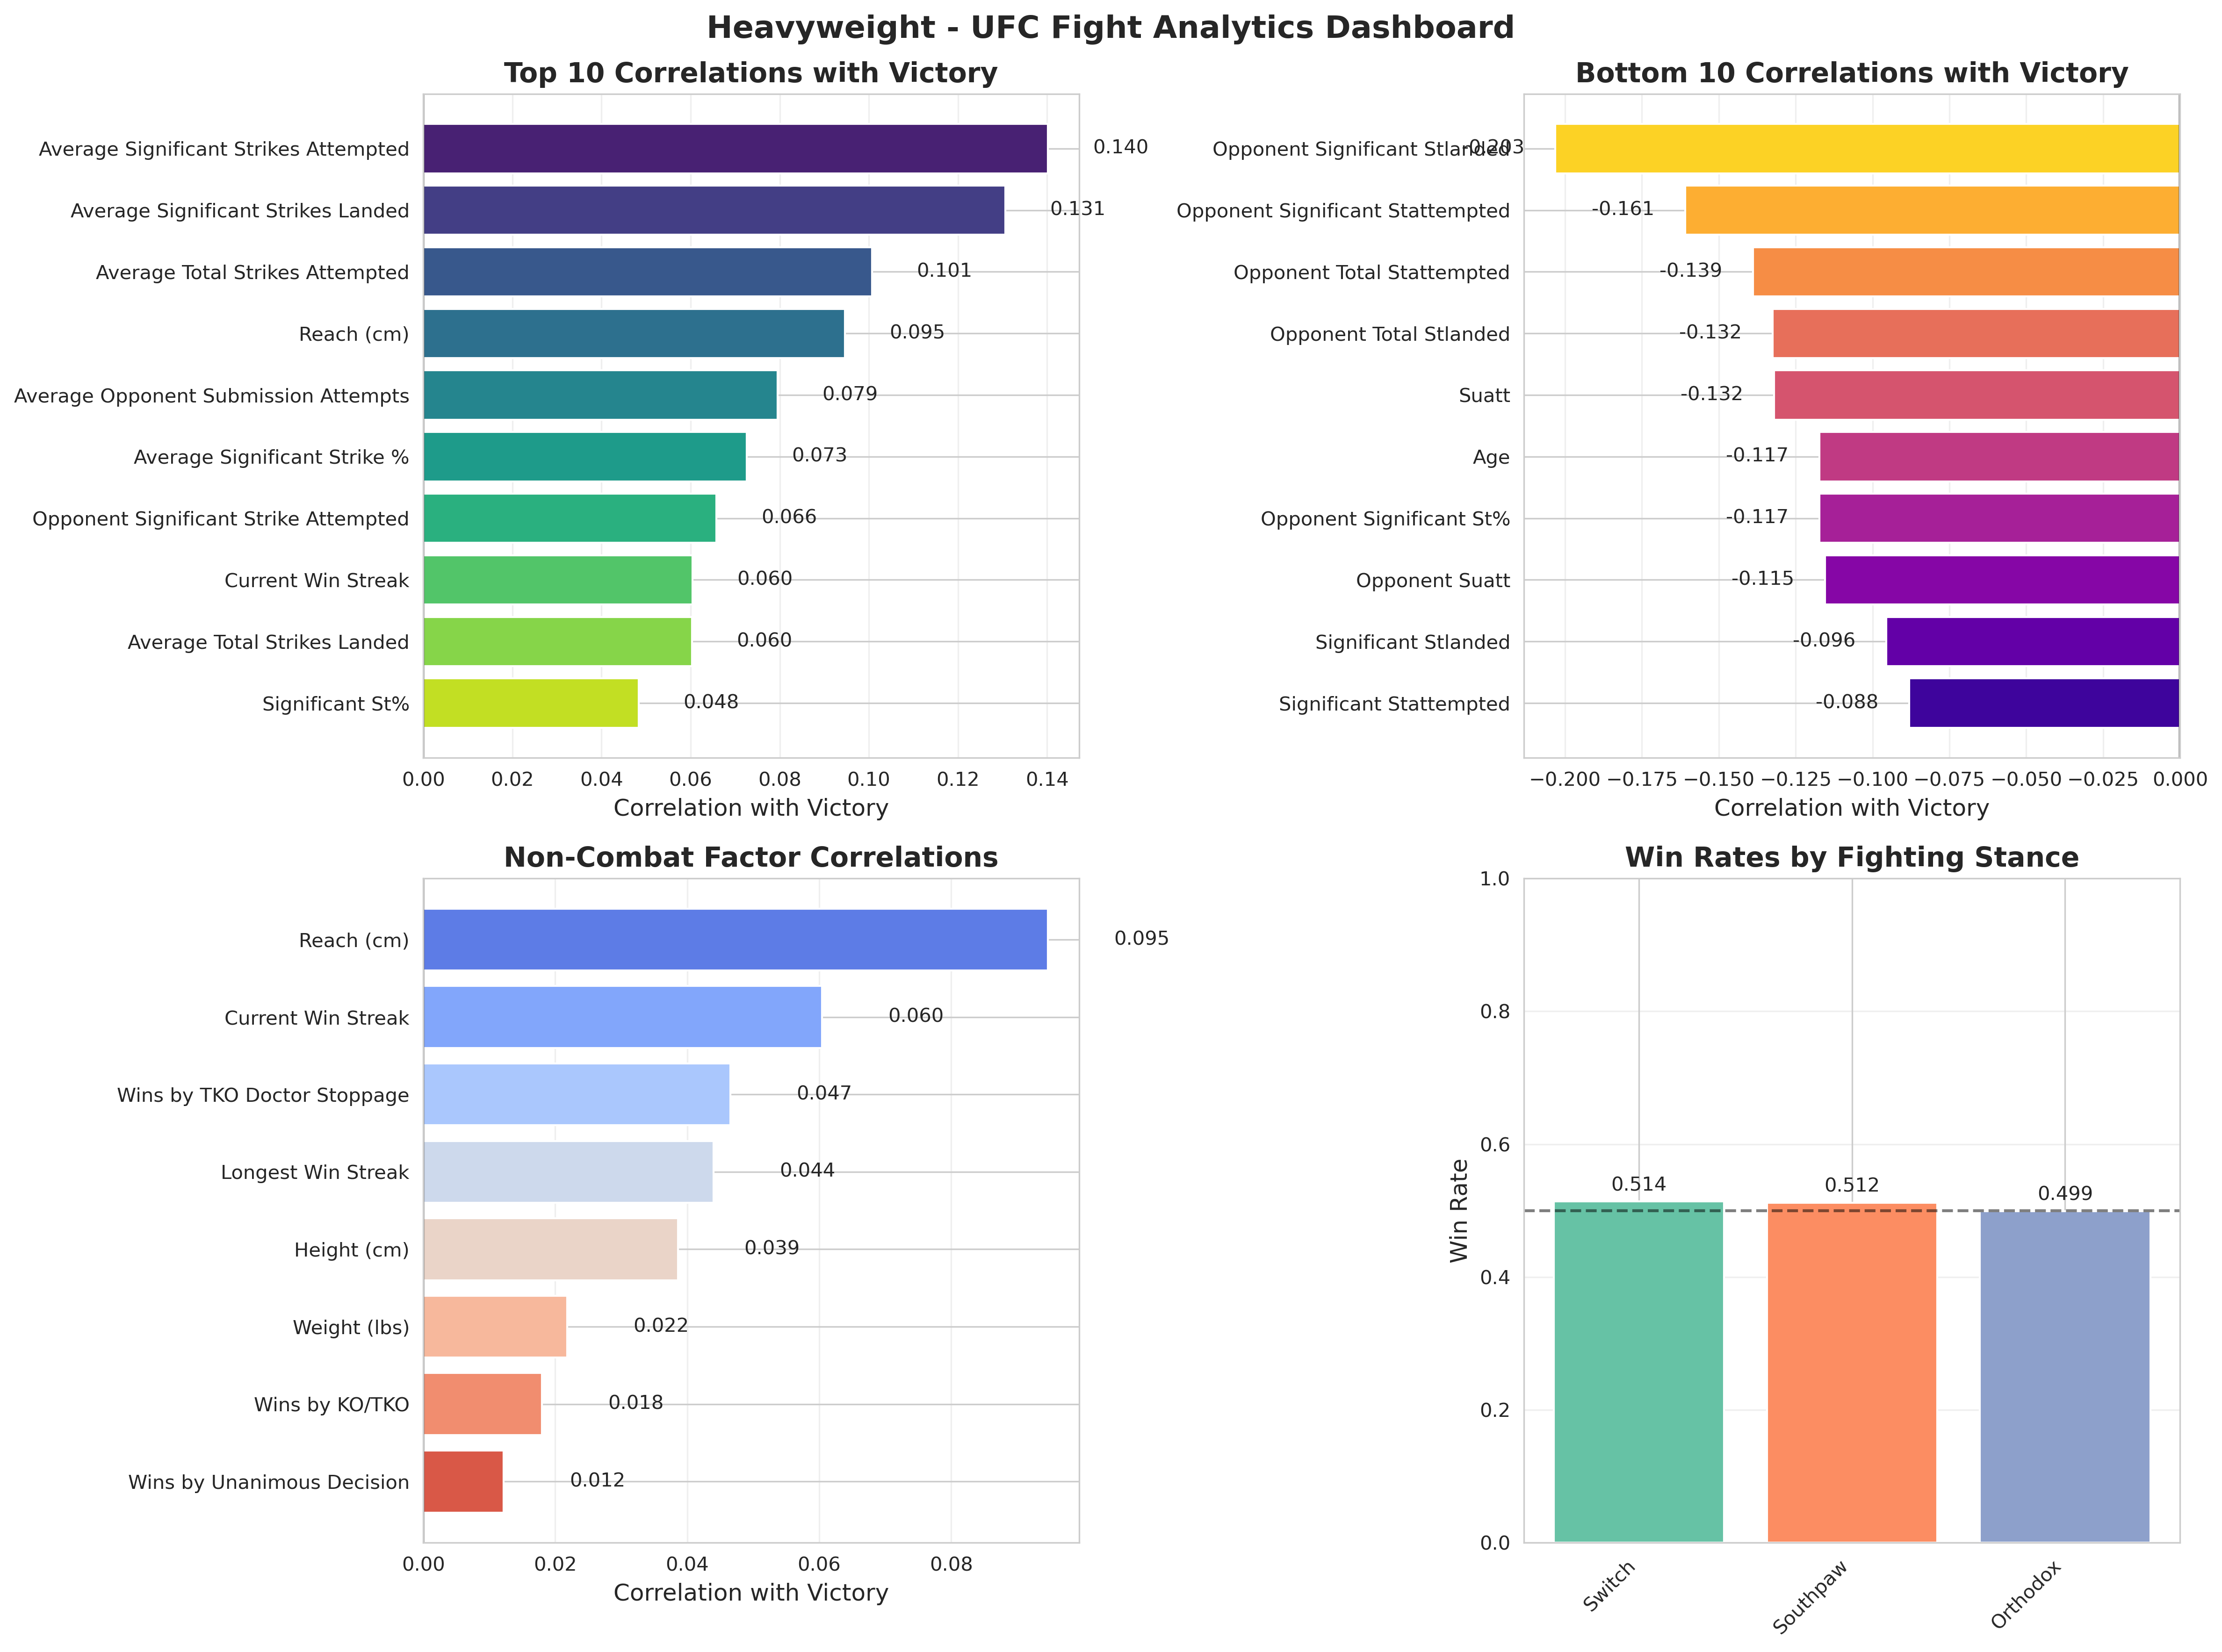 Heavyweight - UFC Fight Analytics Dashboard
Top 10 Correlations with Victory
Average Significant Strikes Attempted 0.140
Average Significant Strikes Landed 0.131
Average Total Strikes Attempted 0.101
Reach (cm) 0.095
Average Opponent Submission Attempts 0.079
Average Significant Strike % 0.073
Opponent Significant Strike Attempted 0.066
Current Win Streak 0.060
Average Total Strikes Landed 0.060
Significant St% 0.048
0.00 0.02 0.04 0.06 0.08 0.10 0.12 0.14
Correlation with Victory
Bottom 10 Correlations with Victory
Opponent Significant Stlanded -0.203
Opponent Significant Stattempted -0.161
Opponent Total Stattempted -0.139
Opponent Total Stlanded -0.132
Suatt -0.132
Age -0.117
Opponent Significant St% -0.117
Opponent Suatt -0.115
Significant Stlanded -0.096
Significant Stattempted -0.088
−0.200 −0.175 −0.150 −0.125 −0.100 −0.075 −0.050 −0.025 0.000
Correlation with Victory
Non-Combat Factor Correlations
Reach (cm) 0.095
Current Win Streak 0.060
Wins by TKO Doctor Stoppage 0.047
Longest Win Streak 0.044
Height (cm) 0.039
Weight (lbs) 0.022
Wins by KO/TKO 0.018
Wins by Unanimous Decision 0.012
0.00 0.02 0.04 0.06 0.08
Correlation with Victory
Win Rates by Fighting Stance
1.0
0.8
0.6
0.4
0.2
0.0
Win Rate
0.514 0.512 0.499
Switch Southpaw Orthodox